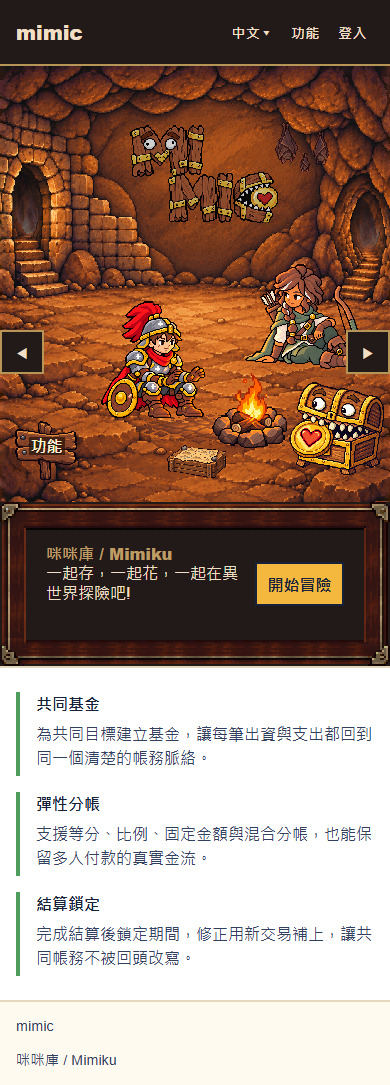 mimic
中文 功能 登入
MIMIC
功能
咪咪庫 / Mimiku
一起存，一起花，一起在異
世界探險吧!
開始冒險
共同基金
為共同目標建立基金，讓每筆出資與支出都回到
同一個清楚的帳務脈絡。
彈性分帳
支援等分、比例、固定金額與混合分帳，也能保
留多人付款的真實金流。
結算鎖定
完成結算後鎖定期間，修正用新交易補上，讓共
同帳務不被回頭改寫。
mimic
咪咪庫 / Mimiku